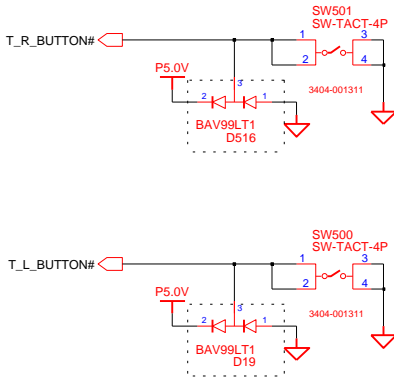 SW501
SW-TACT-4P
T_R_BUTTON#
1
3
2
4
3404-001311
P5.0V
3
2
1
BAV99LT1
D516
SW500
SW-TACT-4P
T_L_BUTTON#
1
3
2
4
3404-001311
P5.0V
3
2
1
BAV99LT1
D19